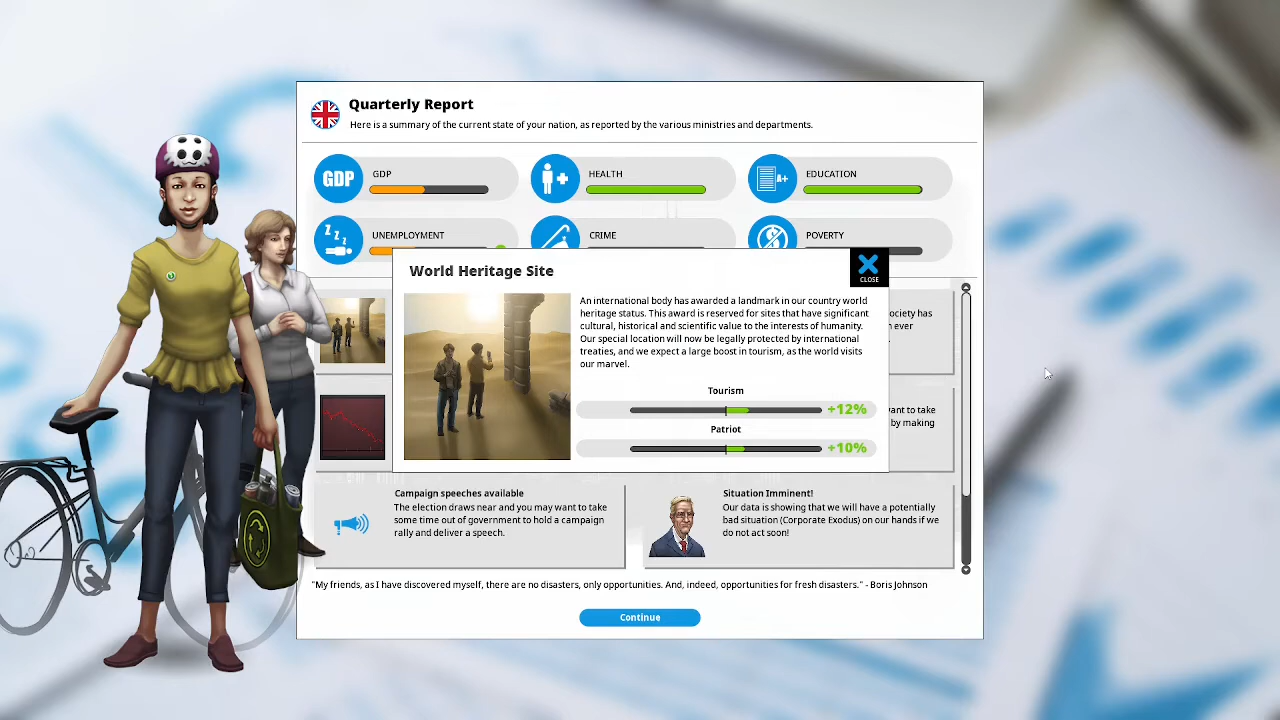 Quarterly Report
Here is a summary of the current state of your nation, as reported by the various ministries and departments.
GDP
GDP
HEALTH
A+
EDUCATION
Z Z Z
UNEMPLOYMENT
CRIME
POVERTY
World Heritage Site
CLOSE
An international body has awarded a landmark in our country world
heritage status. This award is reserved for sites that have significant
cultural, historical and scientific value to the interests of humanity.
Our special location will now be legally protected by international
treaties, and we expect a large boost in tourism, as the world visits
our marvel.
Tourism
+12%
Patriot
+10%
ociety has
ever
ant to take
by making
Campaign speeches available
The election draws near and you may want to take
some time out of government to hold a campaign
rally and deliver a speech.
Situation Imminent!
Our data is showing that we will have a potentially
bad situation (Corporate Exodus) on our hands if we
do not act soon!
"My friends, as I have discovered myself, there are no disasters, only opportunities. And, indeed, opportunities for fresh disasters." - Boris Johnson
Continue